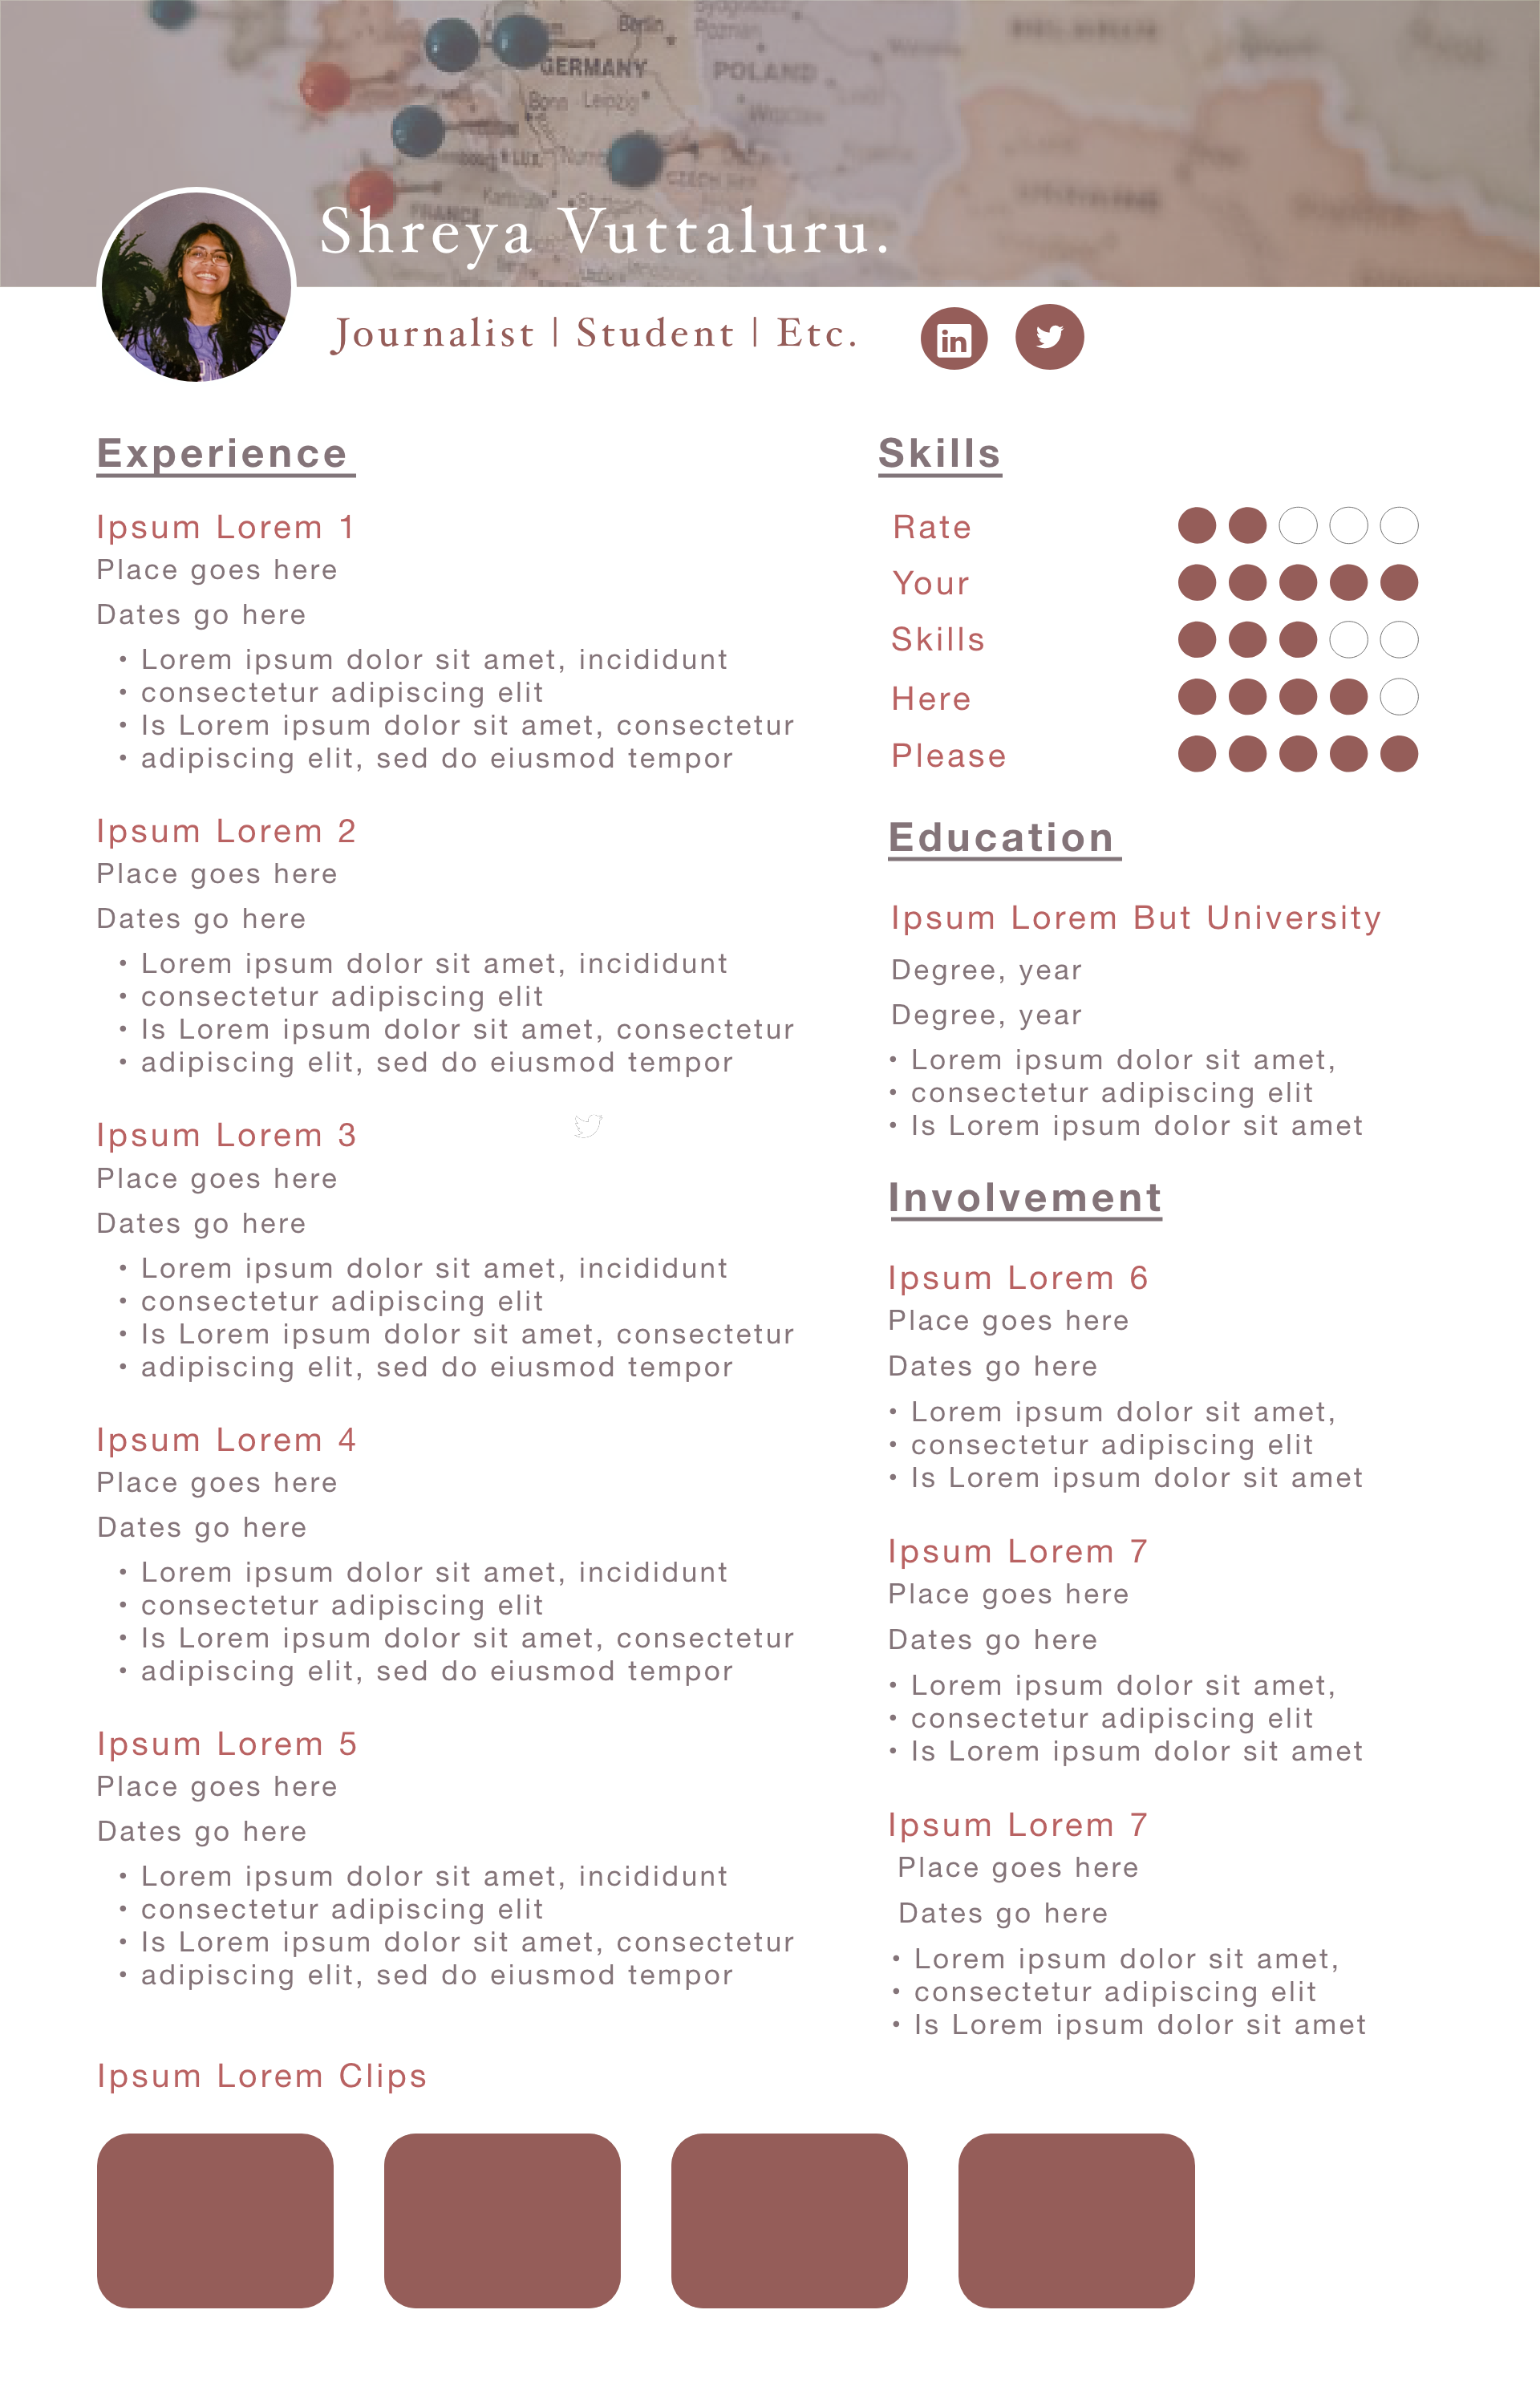 Berlin
Poznan
GERMANY
POLAND
Bonn
Leipzig
LUX
FRANCE
UKRAINE
Shreya Vuttaluru.
Journalist | Student | Etc.
in
Experience
Ipsum Lorem 1
Place goes here
Dates go here
• Lorem ipsum dolor sit amet, incididunt
• consectetur adipiscing elit
• Is Lorem ipsum dolor sit amet, consectetur
• adipiscing elit, sed do eiusmod tempor
Ipsum Lorem 2
Place goes here
Dates go here
• Lorem ipsum dolor sit amet, incididunt
• consectetur adipiscing elit
• Is Lorem ipsum dolor sit amet, consectetur
• adipiscing elit, sed do eiusmod tempor
Ipsum Lorem 3
Place goes here
Dates go here
• Lorem ipsum dolor sit amet, incididunt
• consectetur adipiscing elit
• Is Lorem ipsum dolor sit amet, consectetur
• adipiscing elit, sed do eiusmod tempor
Ipsum Lorem 4
Place goes here
Dates go here
• Lorem ipsum dolor sit amet, incididunt
• consectetur adipiscing elit
• Is Lorem ipsum dolor sit amet, consectetur
• adipiscing elit, sed do eiusmod tempor
Ipsum Lorem 5
Place goes here
Dates go here
• Lorem ipsum dolor sit amet, incididunt
• consectetur adipiscing elit
• Is Lorem ipsum dolor sit amet, consectetur
• adipiscing elit, sed do eiusmod tempor
Ipsum Lorem Clips
Skills
Rate
Your
Skills
Here
Please
Education
Ipsum Lorem But University
Degree, year
Degree, year
• Lorem ipsum dolor sit amet,
• consectetur adipiscing elit
• Is Lorem ipsum dolor sit amet
Involvement
Ipsum Lorem 6
Place goes here
Dates go here
• Lorem ipsum dolor sit amet,
• consectetur adipiscing elit
• Is Lorem ipsum dolor sit amet
Ipsum Lorem 7
Place goes here
Dates go here
• Lorem ipsum dolor sit amet,
• consectetur adipiscing elit
• Is Lorem ipsum dolor sit amet
Ipsum Lorem 7
Place goes here
Dates go here
• Lorem ipsum dolor sit amet,
• consectetur adipiscing elit
• Is Lorem ipsum dolor sit amet